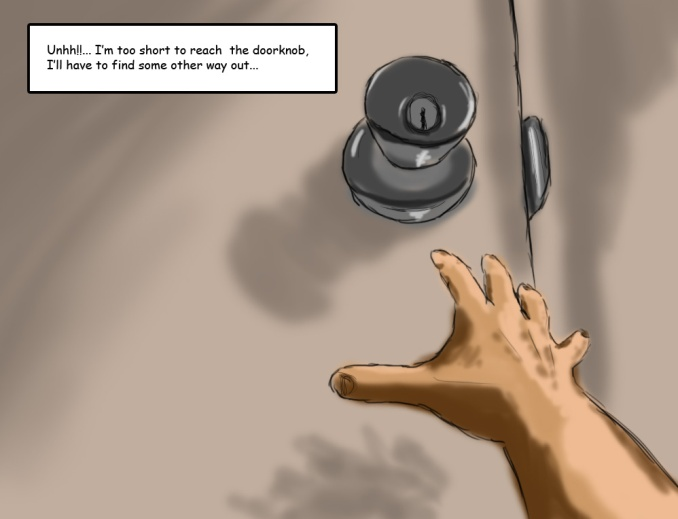 Unhh!!... I'm too short to reach the doorknob,
I'll have to find some other way out...